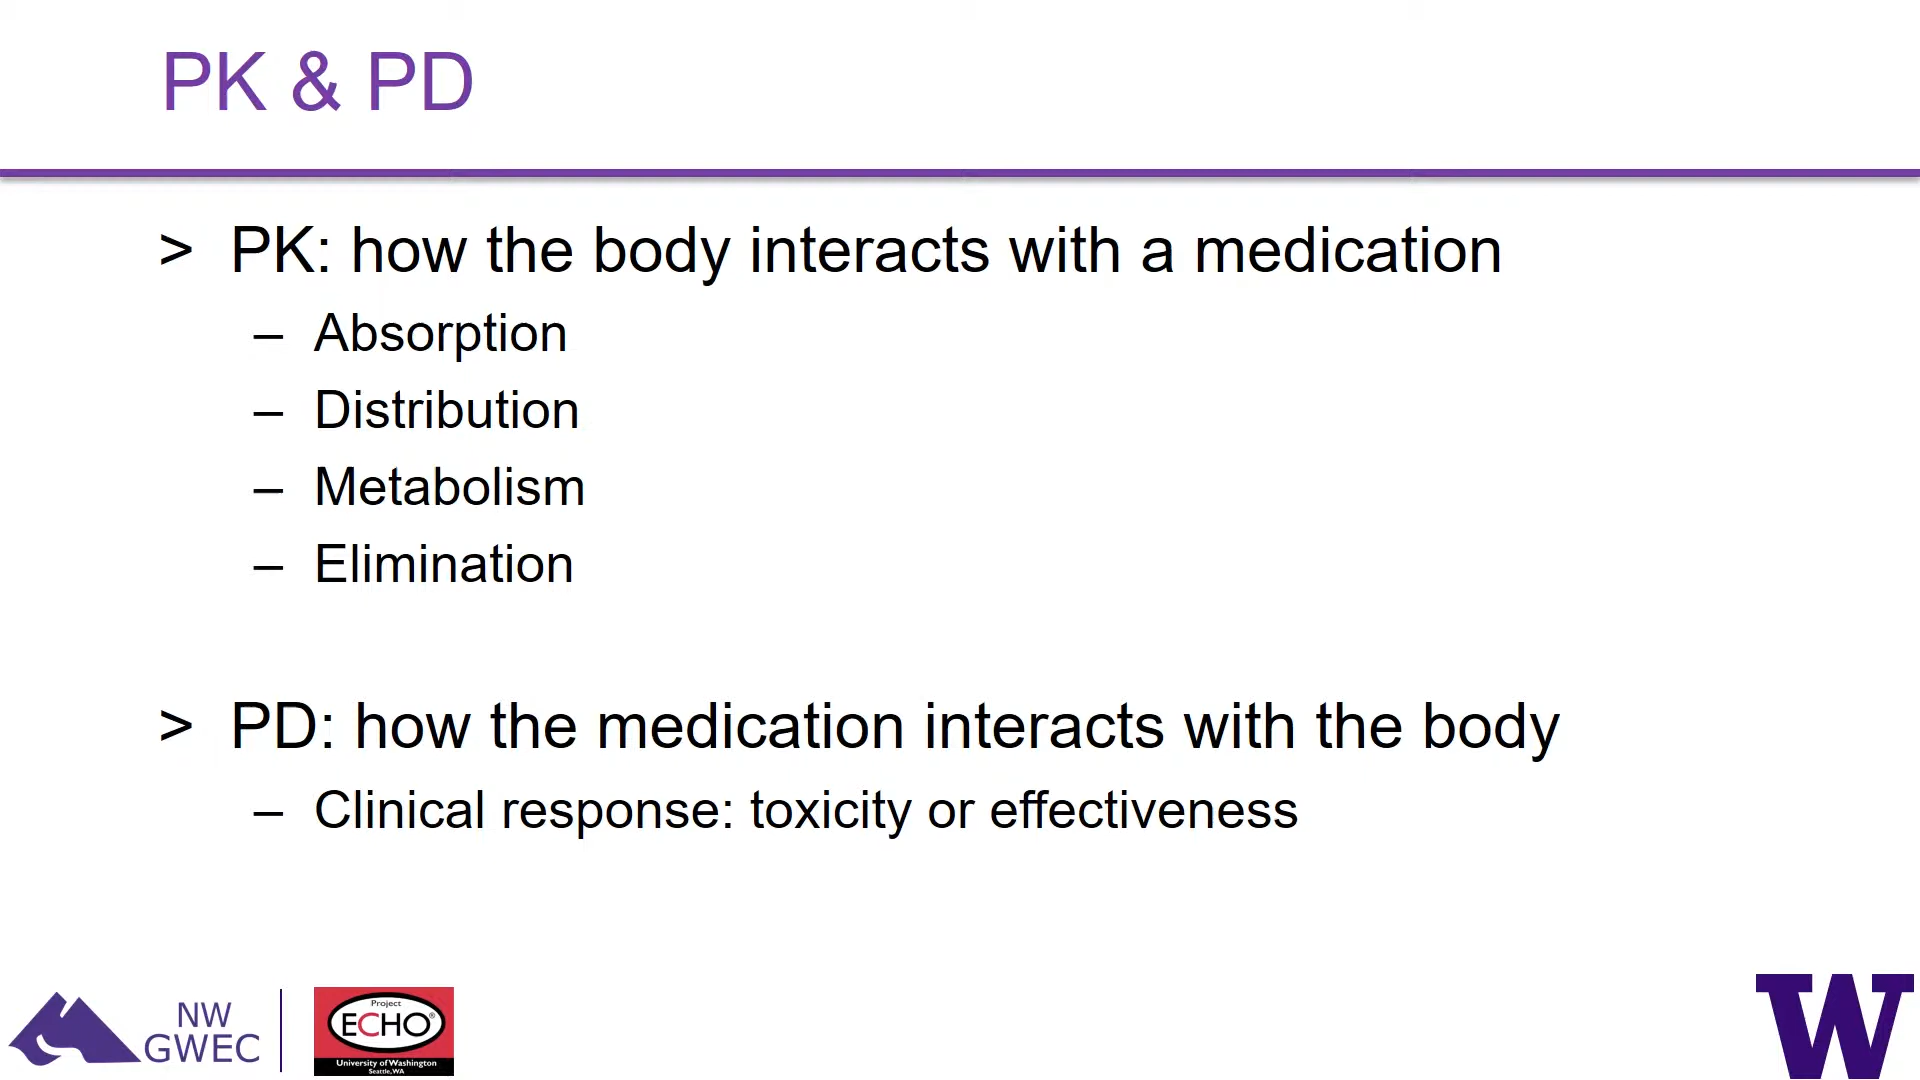 PK & PD
> PK: how the body interacts with a medication
– Absorption
– Distribution
– Metabolism
– Elimination
> PD: how the medication interacts with the body
– Clinical response: toxicity or effectiveness
NW
GWEC
Project
ECHO®
University of Washington
Seattle, WA
W